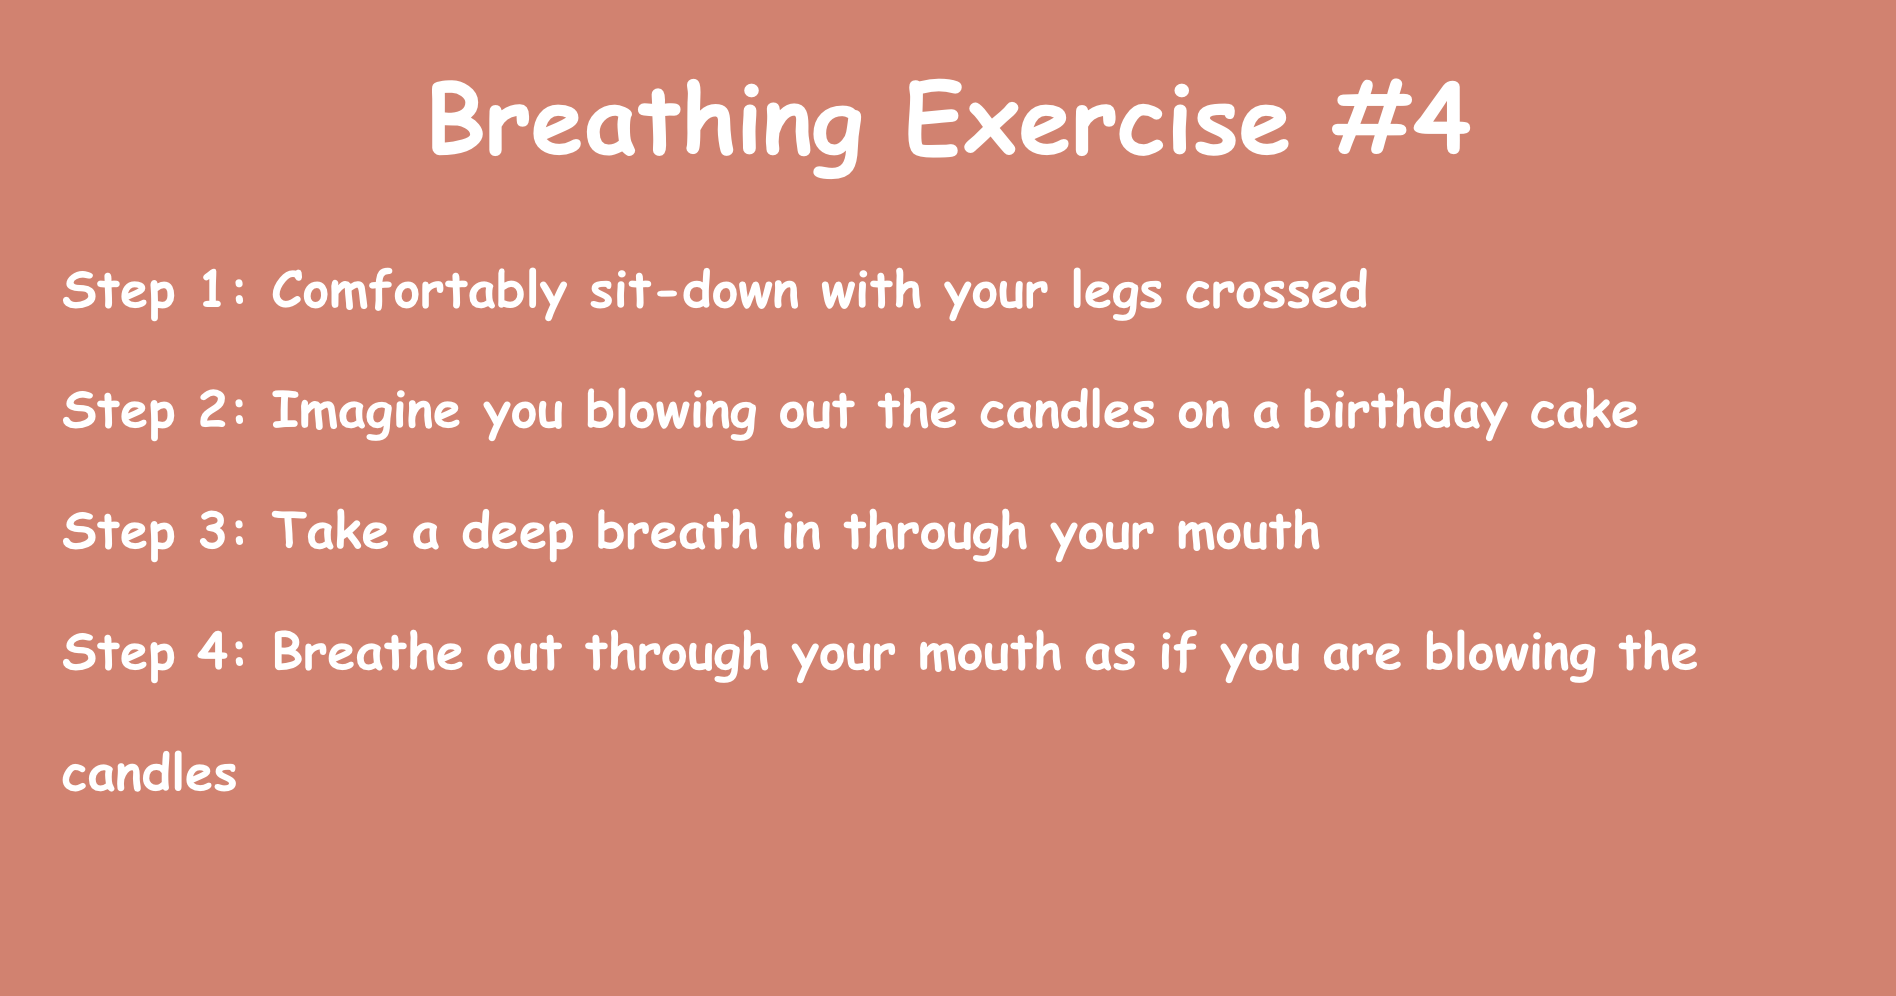 Breathing Exercise #4
Step 1: Comfortably sit-down with your legs crossed
Step 2: Imagine you blowing out the candles on a birthday cake
Step 3: Take a deep breath in through your mouth
Step 4: Breathe out through your mouth as if you are blowing the
candles